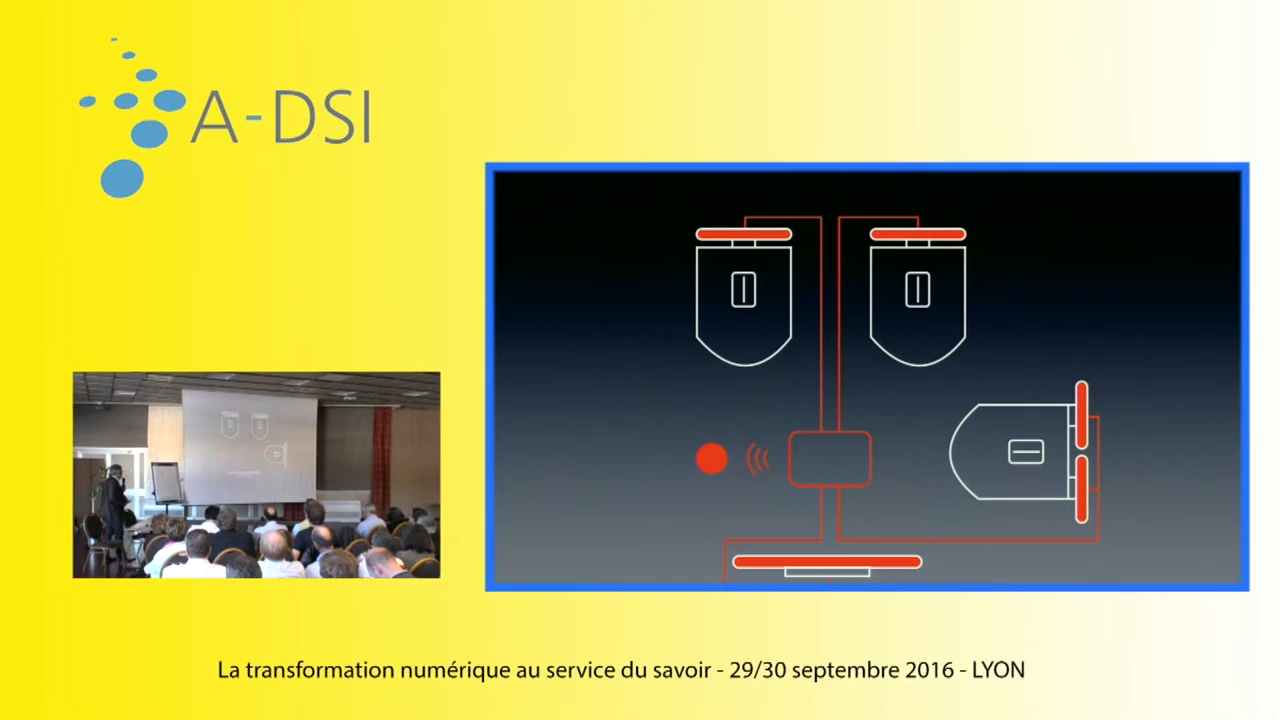 A-DSI
La transformation numérique au service du savoir - 29/30 septembre 2016 - LYON